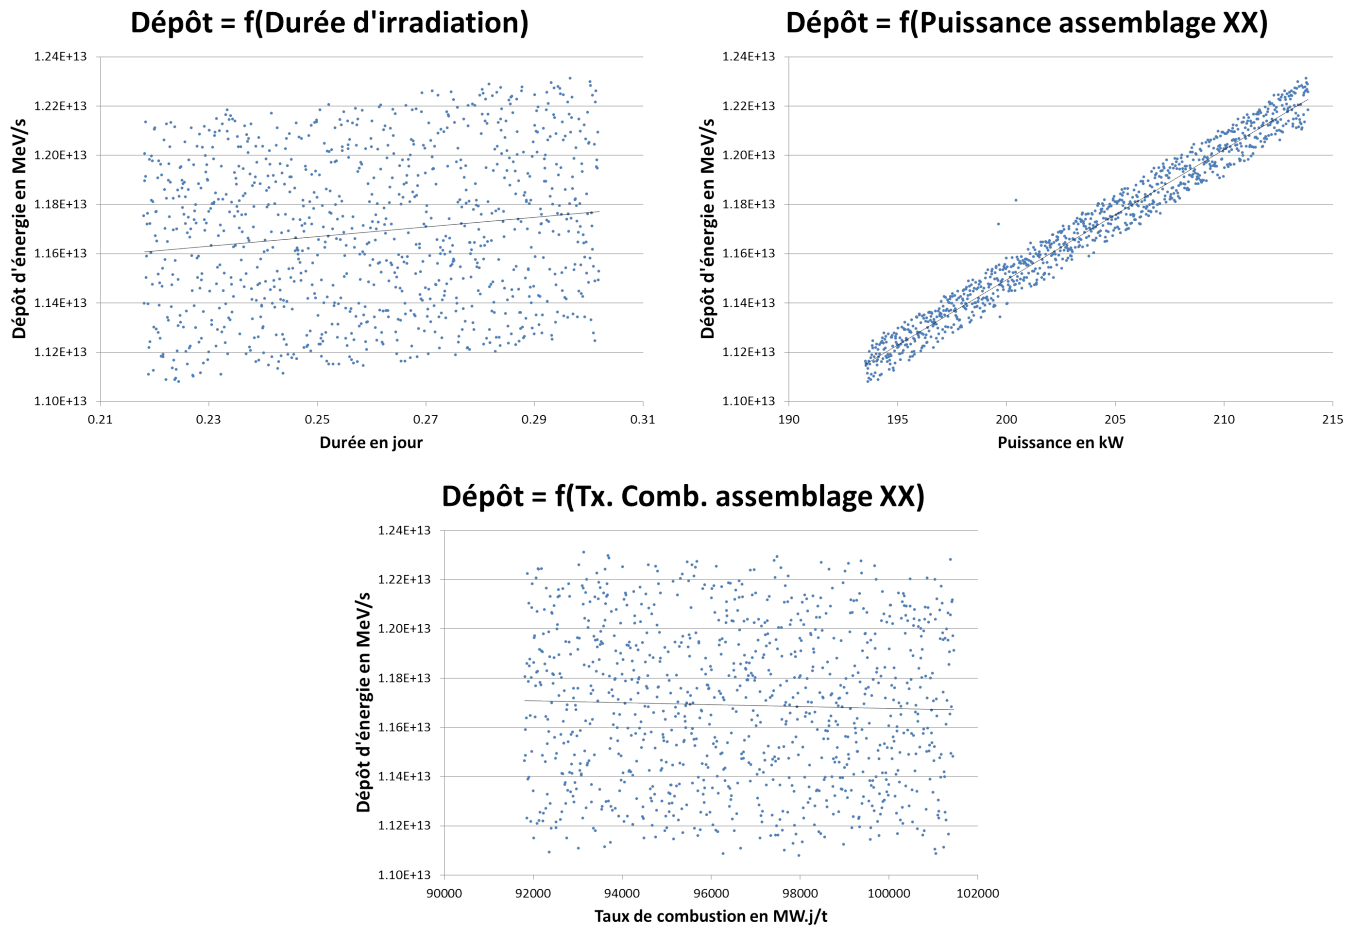 Dépôt = f(Durée d'irradiation)
1.24E+13
1.22E+13
1.20E+13
1.18E+13
1.16E+13
1.14E+13
1.12E+13
1.10E+13
Dépôt d'énergie en MeV/s
0.21 0.23 0.25 0.27 0.29 0.31
Durée en jour
Dépôt = f(Puissance assemblage XX)
1.24E+13
1.22E+13
1.20E+13
1.18E+13
1.16E+13
1.14E+13
1.12E+13
1.10E+13
Dépôt d'énergie en MeV/s
190 195 200 205 210 215
Puissance en kW
Dépôt = f(Tx. Comb. assemblage XX)
1.24E+13
1.22E+13
1.20E+13
1.18E+13
1.16E+13
1.14E+13
1.12E+13
1.10E+13
Dépôt d'énergie en MeV/s
90000 92000 94000 96000 98000 100000 102000
Taux de combustion en MW.j/t